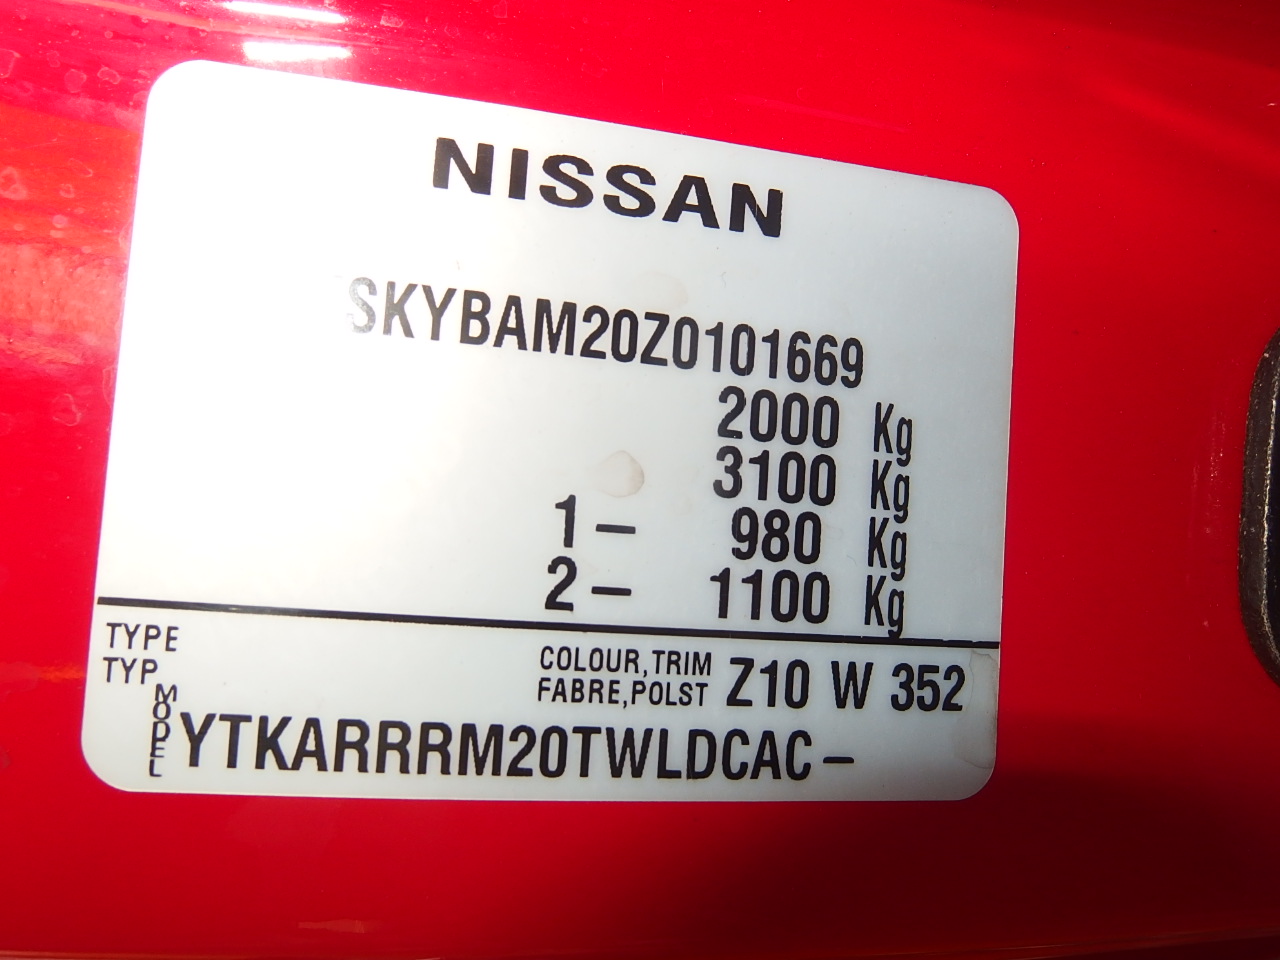 NISSAN
SKYBAM20Z0101669
2000 Kg
3100 Kg
1 – 980 Kg
2 – 1100 Kg
TYPE
TYP
COLOUR,TRIM Z10 W 352
FABRE,POLST
MODEL YTKARRRM20TWLDCAC –